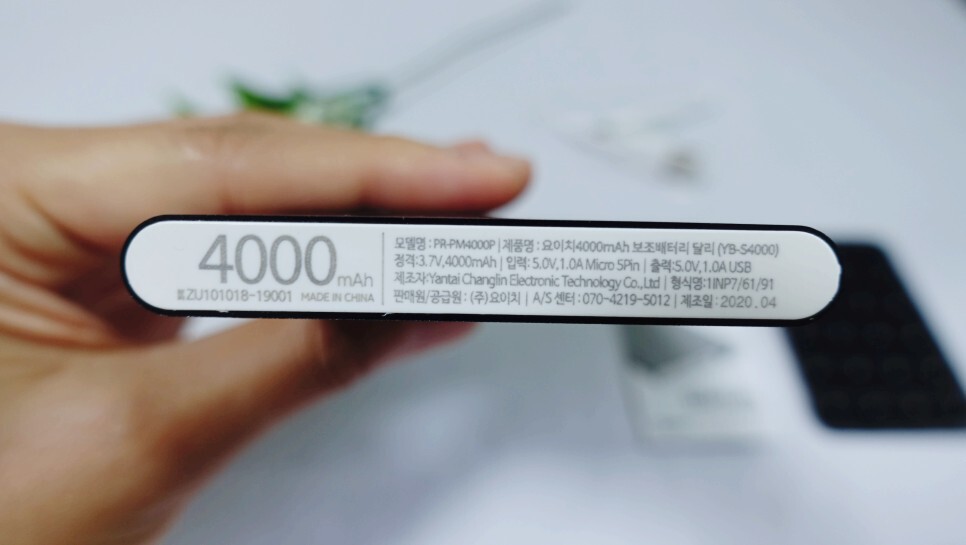 4000mAh
ZU101018-19001 MADE IN CHINA
모델명 : PR-PM4000P | 제품명 : 요이치4000mAh 보조배터리 달리 (YB-S4000)
정격:3.7V,4000mAh | 입력: 5.0V,1.0A Micro 5Pin | 출력:5.0V,1.0A USB
제조자:Yantai Changlin Electronic Technology Co.,Ltd | 형식명:1INP7/61/91
판매원/공급원 : (주)요이치 | A/S 센터 : 070-4219-5012 | 제조일 : 2020. 04